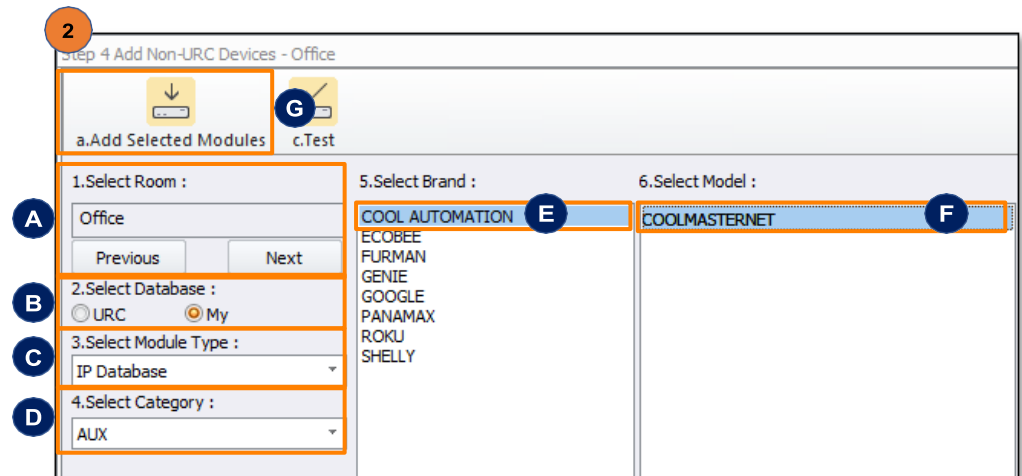 2
Step 4 Add Non-URC Devices - Office
G
a.Add Selected Modules
c.Test
1.Select Room :
5.Select Brand :
6.Select Model :
A
Office
Previous
Next
B
2.Select Database :
URC
My
C
3.Select Module Type :
IP Database
D
4.Select Category :
AUX
COOL AUTOMATION
E
ECOBEE
FURMAN
GENIE
GOOGLE
PANAMAX
ROKU
SHELLY
COOLMASTERNET
F